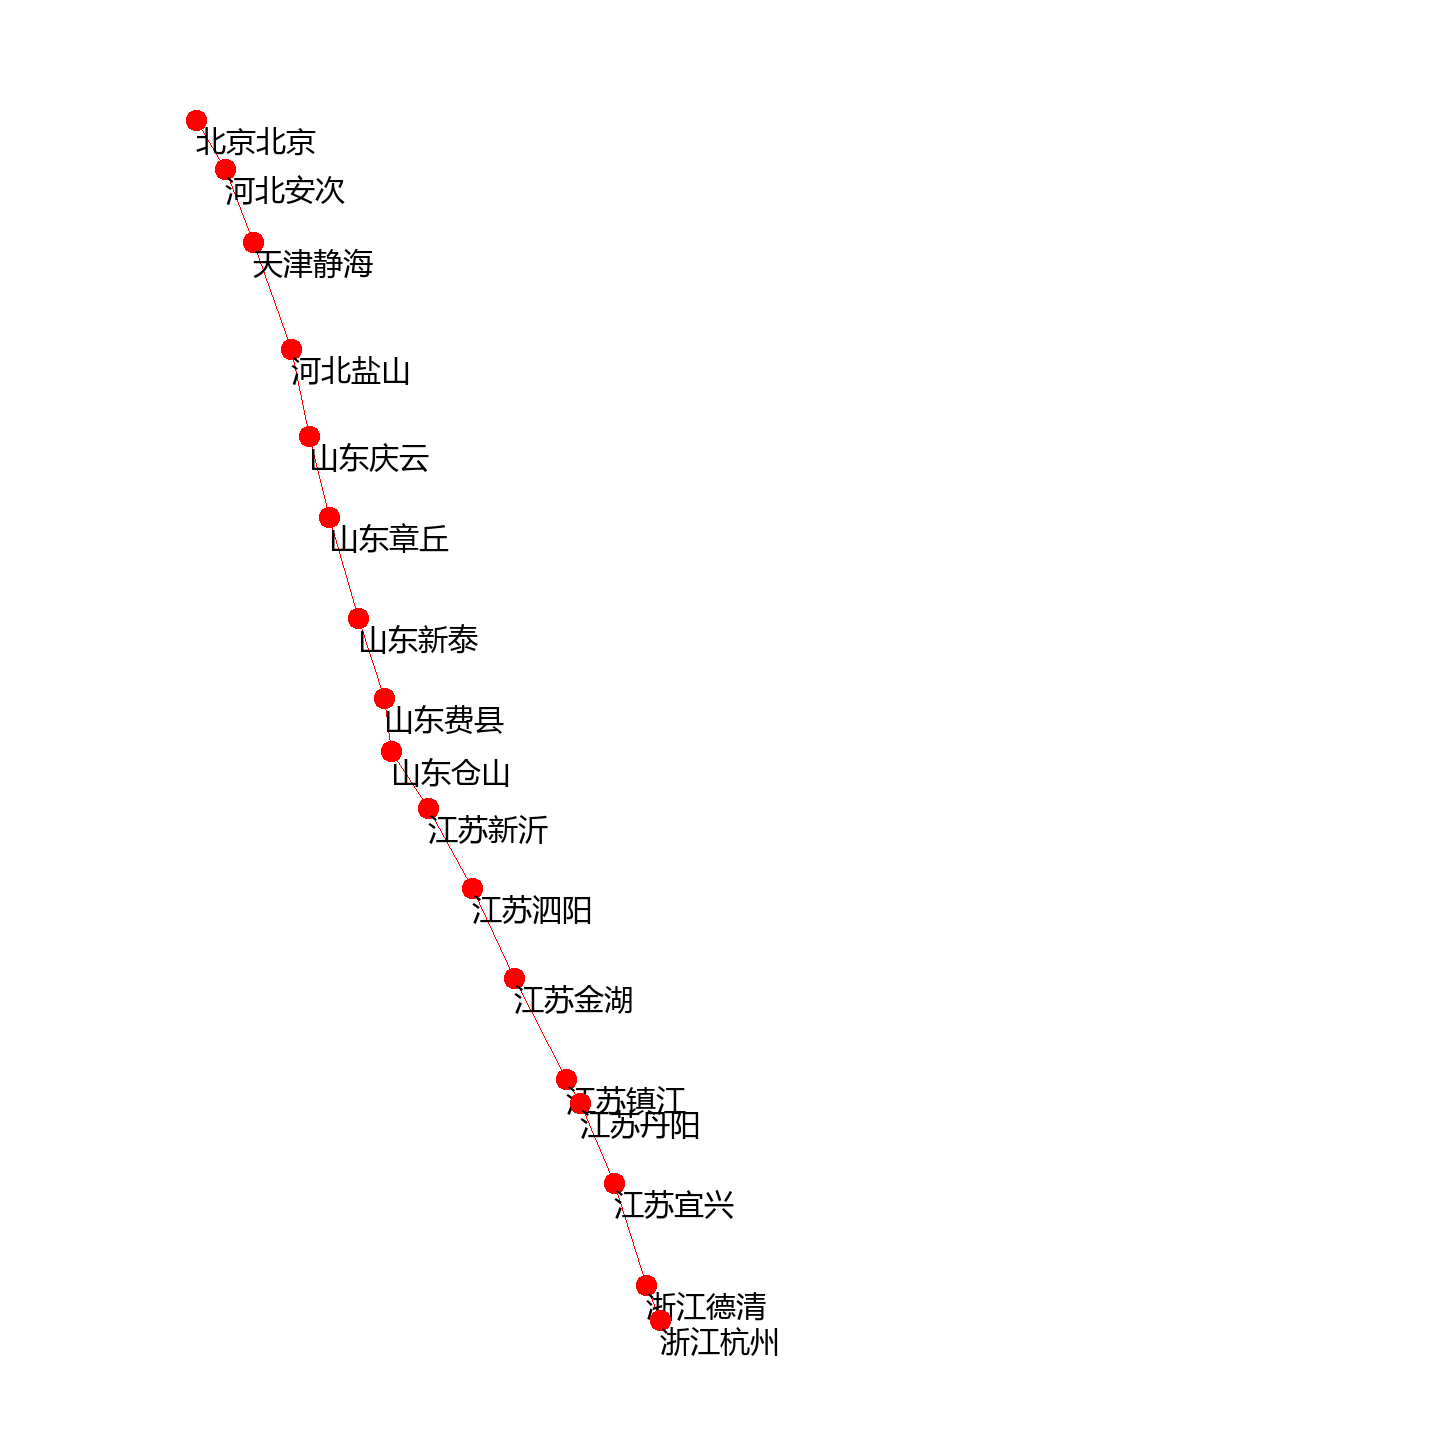 北京北京
河北安次
天津静海
河北盐山
山东庆云
山东章丘
山东新泰
山东费县
山东仓山
江苏新沂
江苏泗阳
江苏金湖
江苏镇江
江苏丹阳
江苏宜兴
浙江德清
浙江杭州